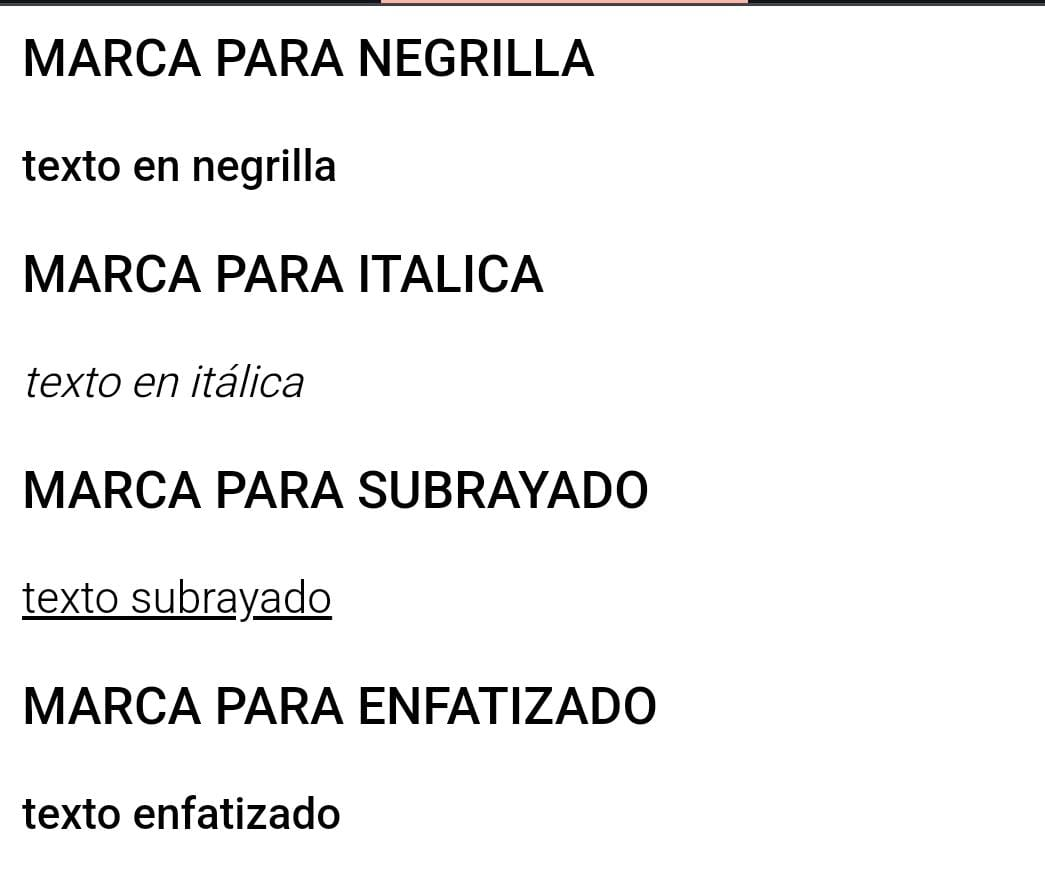 MARCA PARA NEGRILLA
texto en negrilla
MARCA PARA ITALICA
texto en itálica
MARCA PARA SUBRAYADO
texto subrayado
MARCA PARA ENFATIZADO
texto enfatizado